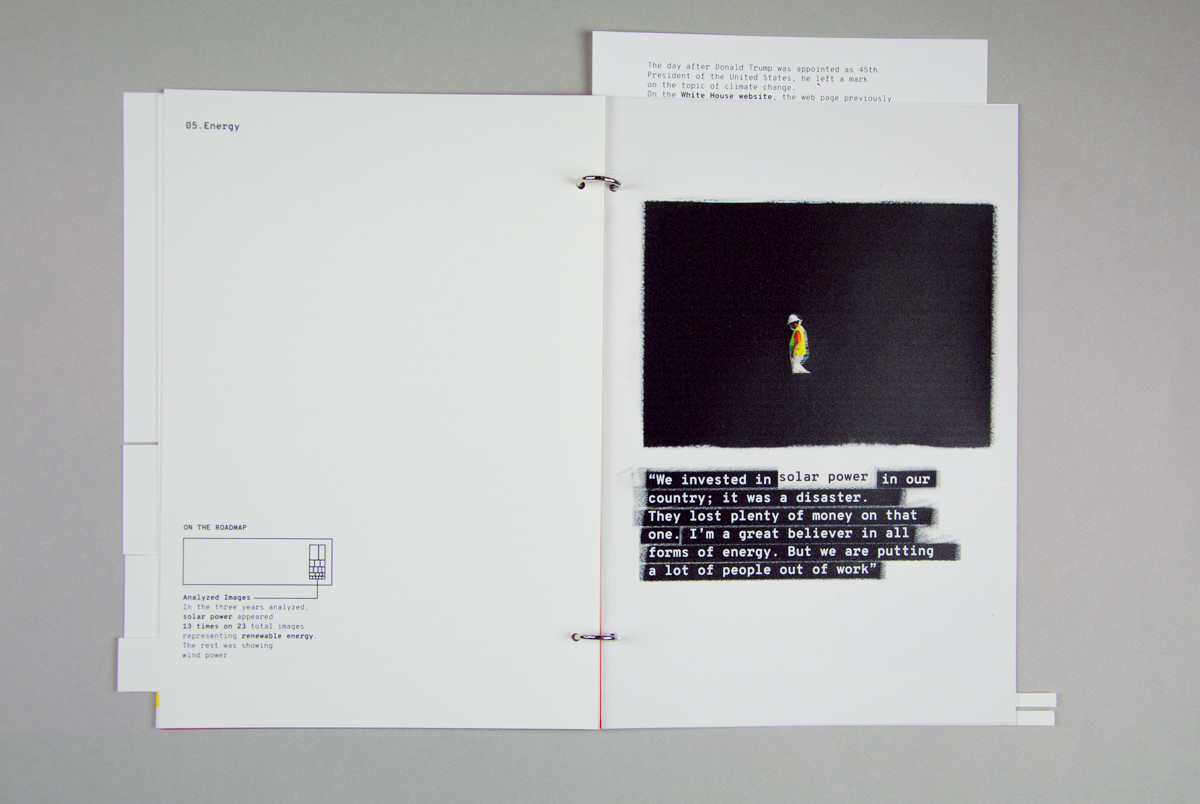 The day after Donald Trump was appointed as 45th
President of the United States, he left a mark
on the topic of climate change.
On the White House website, the web page previously
05.Energy
ON THE ROADMAP
Analyzed Images
In the three years analyzed,
solar power appeared
13 times on 23 total images
representing renewable energy.
The rest was showing
wind power.
“We invested in solar power in our
country; it was a disaster.
They lost plenty of money on that
one. I’m a great believer in all
forms of energy. But we are putting
a lot of people out of work”